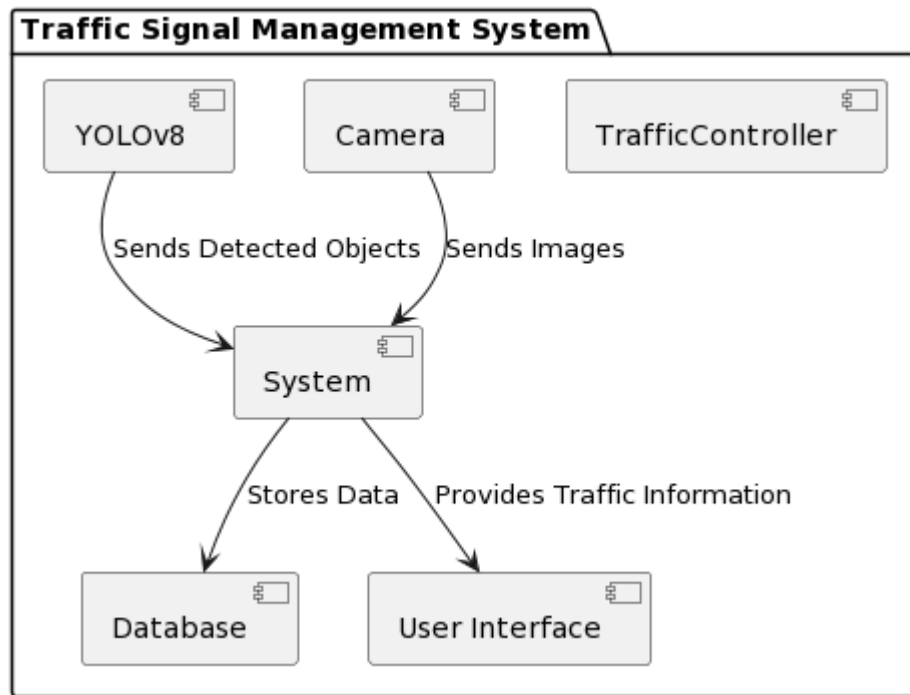 Traffic Signal Management System
YOLOv8
Camera
TrafficController
Sends Detected Objects
Sends Images
System
Stores Data
Provides Traffic Information
Database
User Interface